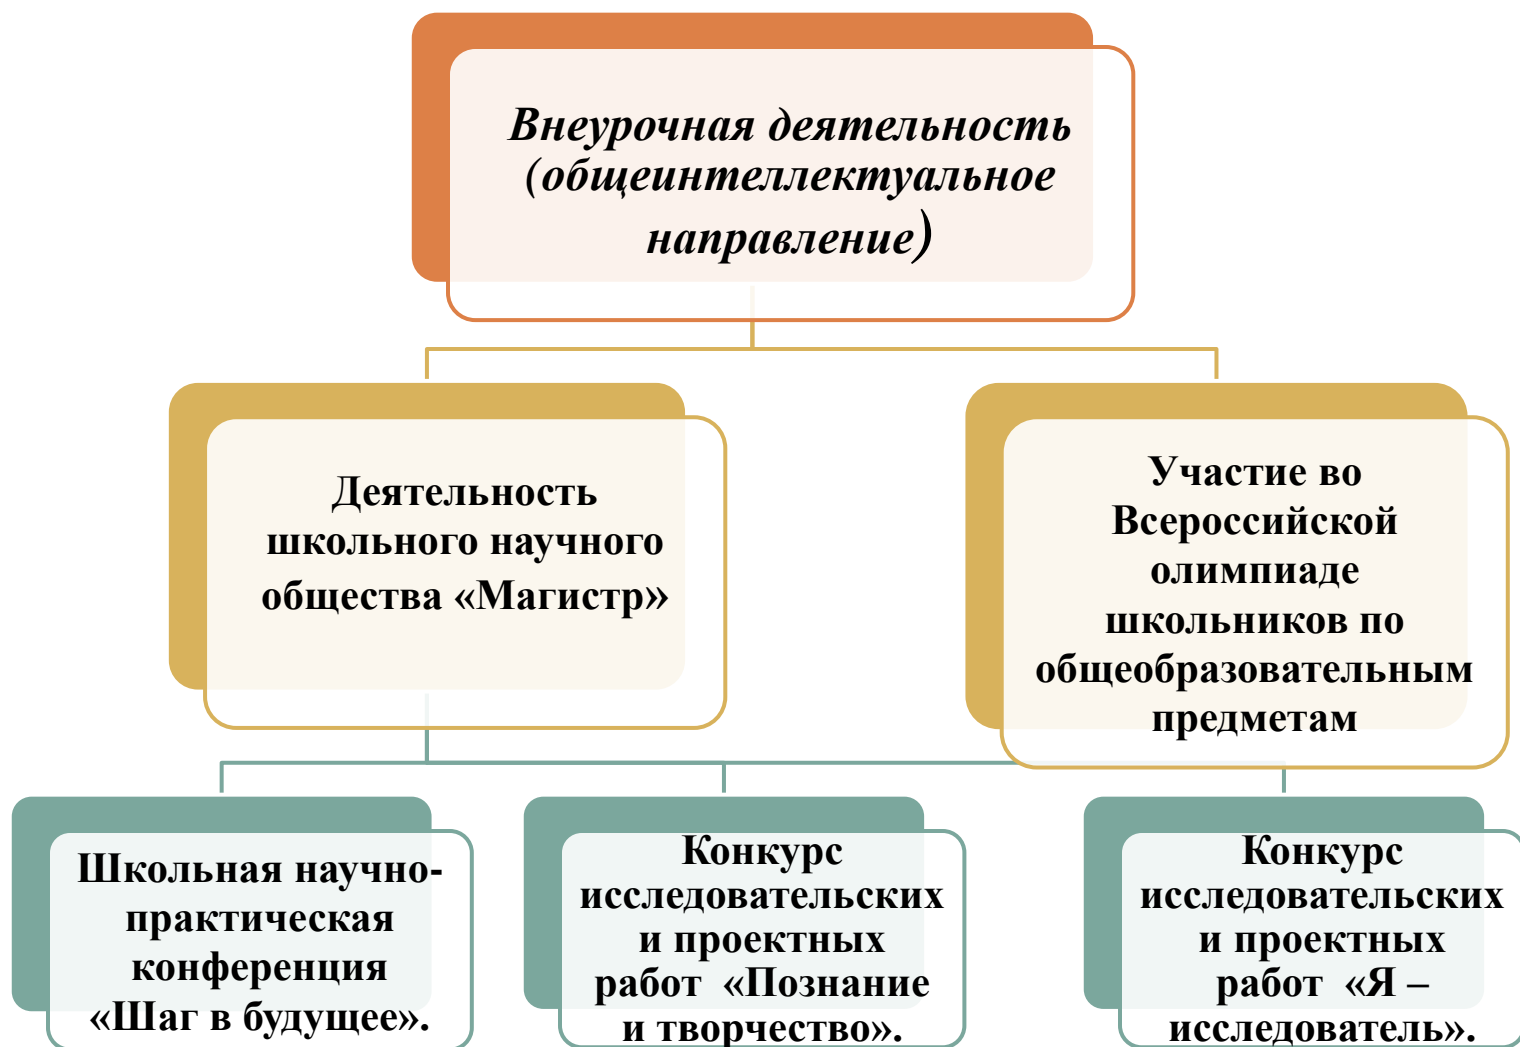 Внеурочная деятельность
(общеинтеллектуальное
направление)
Деятельность
школьного научного
общества «Магистр»
Участие во
Всероссийской
олимпиаде
школьников по
общеобразовательным
предметам
Школьная научно-
практическая
конференция
«Шаг в будущее».
Конкурс
исследовательских
и проектных
работ «Познание
и творчество».
Конкурс
исследовательских
и проектных
работ «Я –
исследователь».